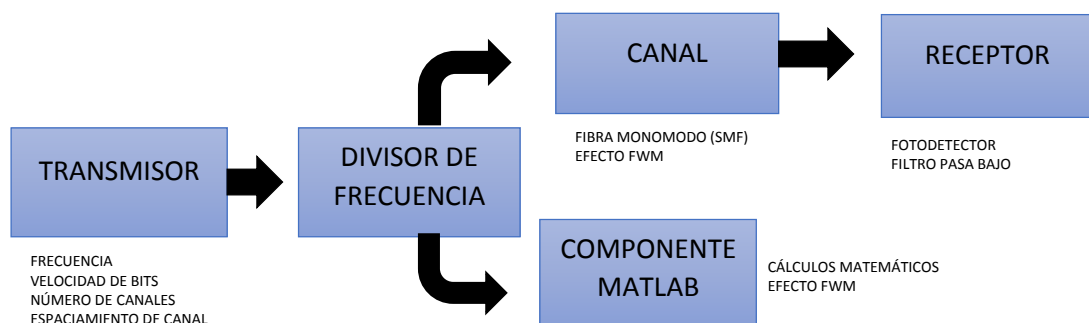 TRANSMISOR
FRECUENCIA
VELOCIDAD DE BITS
NÚMERO DE CANALES
ESPACIAMIENTO DE CANAL
DIVISOR DE
FRECUENCIA
CANAL
FIBRA MONOMODO (SMF)
EFECTO FWM
RECEPTOR
FOTODETECTOR
FILTRO PASA BAJO
COMPONENTE
MATLAB
CÁLCULOS MATEMÁTICOS
EFECTO FWM